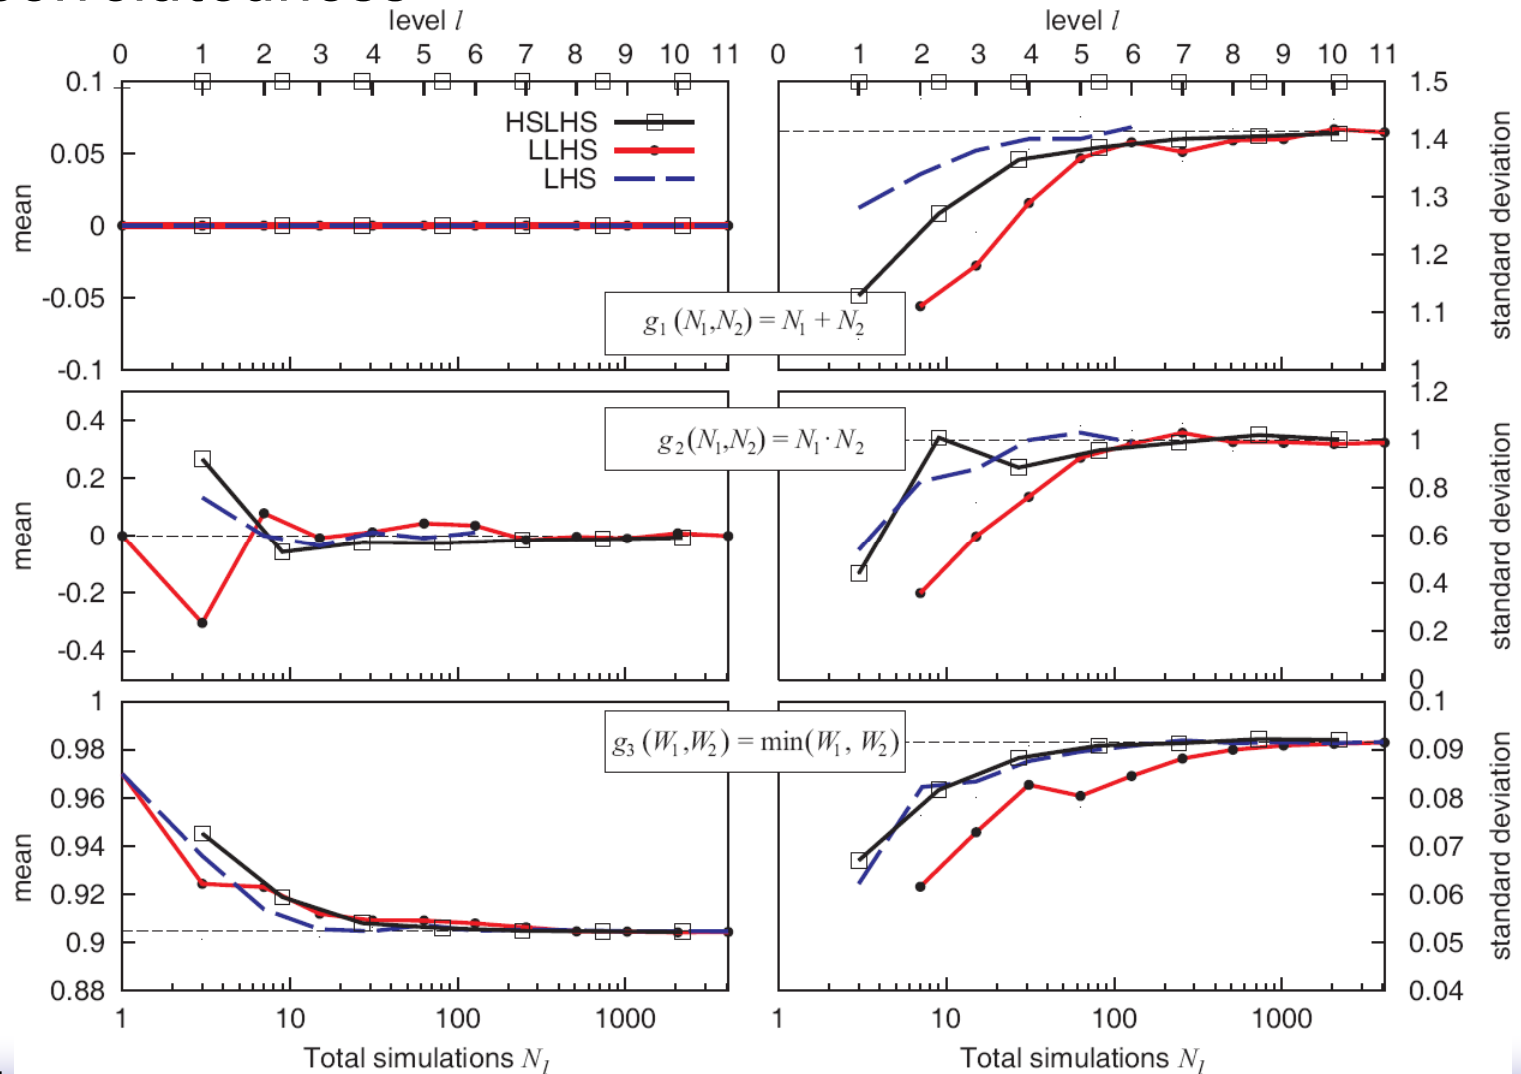 level l
level l
0 1 2 3 4 5 6 7 8 9 10 11
0 1 2 3 4 5 6 7 8 9 10 11
0.1
0.05
0
-0.05
-0.1
mean
HSLHS
LLHS
LHS
1.5
1.4
1.3
1.2
1.1
1
standard deviation
g1 (N1,N2) = N1 + N2
0.4
0.2
0
-0.2
-0.4
mean
g2(N1,N2) = N1·N2
1.2
1
0.8
0.6
0.4
0.2
0
standard deviation
1
0.98
0.96
0.94
0.92
0.9
0.88
mean
g3 (W1,W2) = min(W1, W2)
0.1
0.09
0.08
0.07
0.06
0.05
0.04
standard deviation
1 10 100 1000
1 10 100 1000
Total simulations Nl
Total simulations Nl